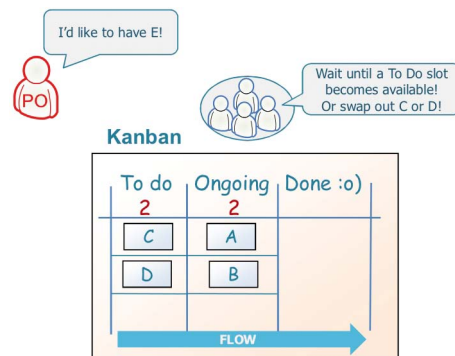 I'd like to have E!
PO
Wait until a To Do slot
becomes available!
Or swap out C or D!
Kanban
To do Ongoing Done :o)
2 2
C A
D B
FLOW